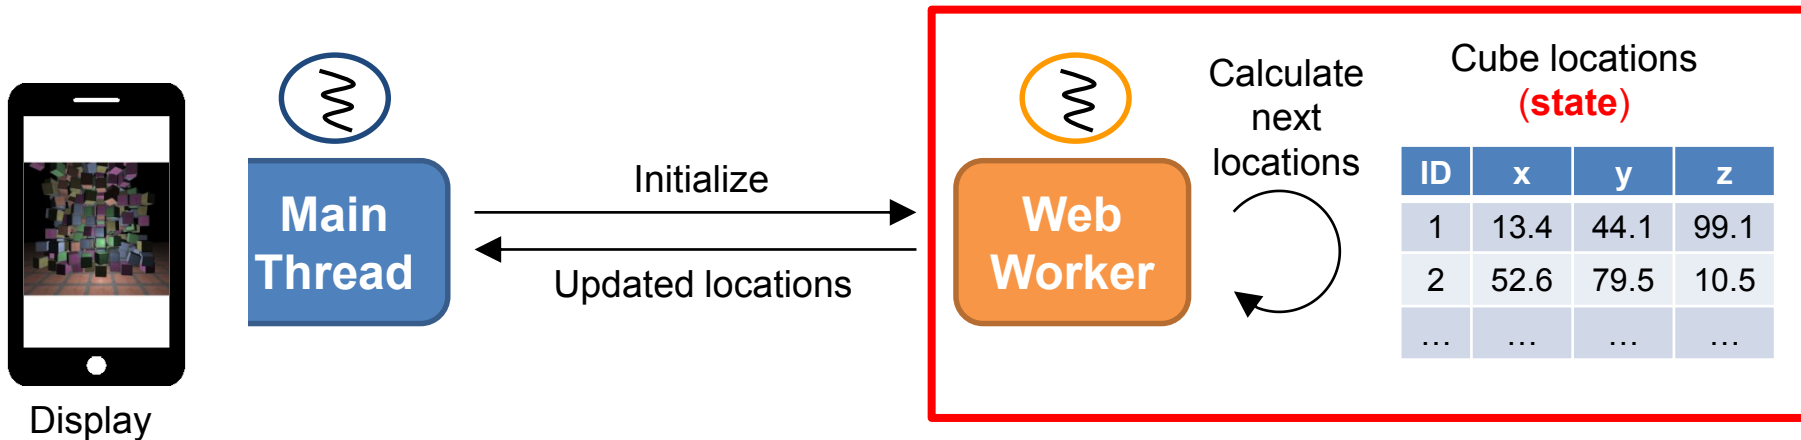 Display
Main
Thread
Initialize
Updated locations
Web
Worker
Calculate
next
locations
Cube locations
(state)
ID x y z
1 13.4 44.1 99.1
2 52.6 79.5 10.5
… … … …